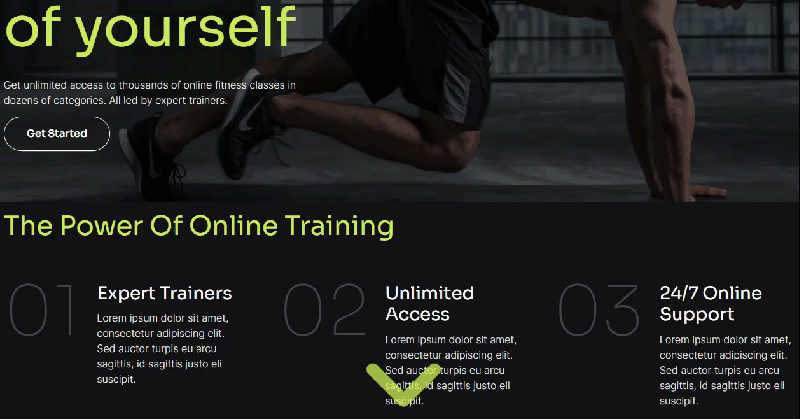 of yourself
Get unlimited access to thousands of online fitness classes in
dozens of categories. All led by expert trainers.
Get Started
The Power Of Online Training
01
Expert Trainers
Lorem ipsum dolor sit amet,
consectetur adipiscing elit.
Sed auctor turpis eu arcu
sagittis, id sagittis justo eli
suscipit.
02
Unlimited
Access
Lorem ipsum dolor sit amet,
consectetur adipiscing elit.
Sed auctor turpis eu arcu
sagittis, id sagittis justo eli
suscipit.
03
24/7 Online
Support
Lorem ipsum dolor sit amet,
consectetur adipiscing elit.
Sed auctor turpis eu arcu
sagittis, id sagittis justo eli
suscipit.